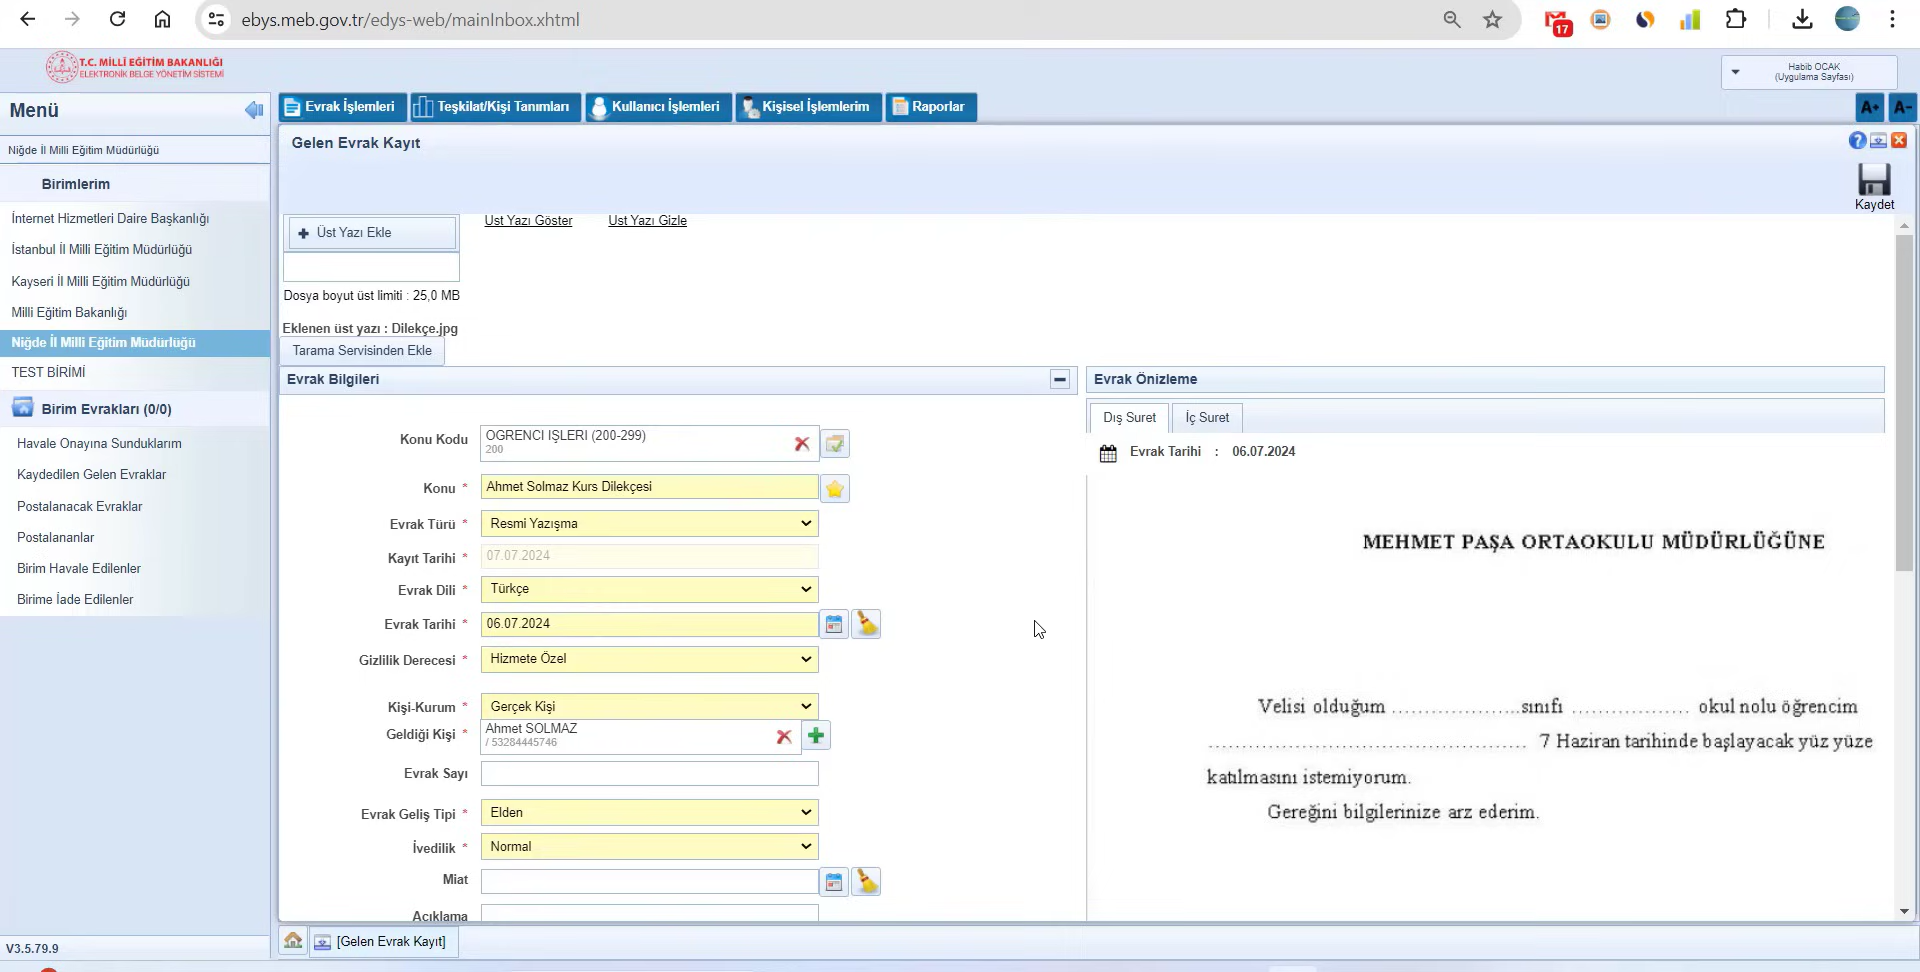 ebys.meb.gov.tr/edys-web/mainInbox.xhtml
17
T.C. MİLLÎ EĞİTİM BAKANLIĞI
ELEKTRONİK BELGE YÖNETİM SİSTEMİ
Habib OCAK
(Uygulama Sayfası)
Menü
Evrak İşlemleri
Teşkilat/Kişi Tanımları
Kullanıcı İşlemleri
Kişisel İşlemlerim
Raporlar
A+
A-
Niğde İl Milli Eğitim Müdürlüğü
Birimlerim
İnternet Hizmetleri Daire Başkanlığı
İstanbul İl Milli Eğitim Müdürlüğü
Kayseri İl Milli Eğitim Müdürlüğü
Milli Eğitim Bakanlığı
Niğde İl Milli Eğitim Müdürlüğü
TEST BİRİMİ
Birim Evrakları (0/0)
Havale Onayına Sunduklarım
Kaydedilen Gelen Evraklar
Postalanacak Evraklar
Postalananlar
Birim Havale Edilenler
Birime İade Edilenler
V3.5.79.9
Gelen Evrak Kayıt
Kaydet
Üst Yazı Ekle
Üst Yazı Göster
Üst Yazı Gizle
Dosya boyut üst limiti : 25,0 MB
Eklenen üst yazı : Dilekçe.jpg
Tarama Servisinden Ekle
Evrak Bilgileri
Konu Kodu
OGRENCI IŞLERI (200-299)
200
Konu *
Ahmet Solmaz Kurs Dilekçesi
Evrak Türü *
Resmi Yazışma
Kayıt Tarihi *
07.07.2024
Evrak Dili *
Türkçe
Evrak Tarihi *
06.07.2024
Gizlilik Derecesi *
Hizmete Özel
Kişi-Kurum *
Gerçek Kişi
Geldiği Kişi *
Ahmet SOLMAZ
/ 53284445746
Evrak Sayı
Evrak Geliş Tipi *
Elden
İvedilik *
Normal
Miat
Açıklama
Evrak Önizleme
Dış Suret
İç Suret
Evrak Tarihi : 06.07.2024
MEHMET PAŞA ORTAOKULU MÜDÜRLÜĞÜNE
Velisi olduğum ......................sınıfı .................... okul nolu öğrencim
.................................................... 7 Haziran tarihinde başlayacak yüz yüze
katılmasını istemiyorum.
Gereğini bilgilerinize arz ederim.
[Gelen Evrak Kayıt]